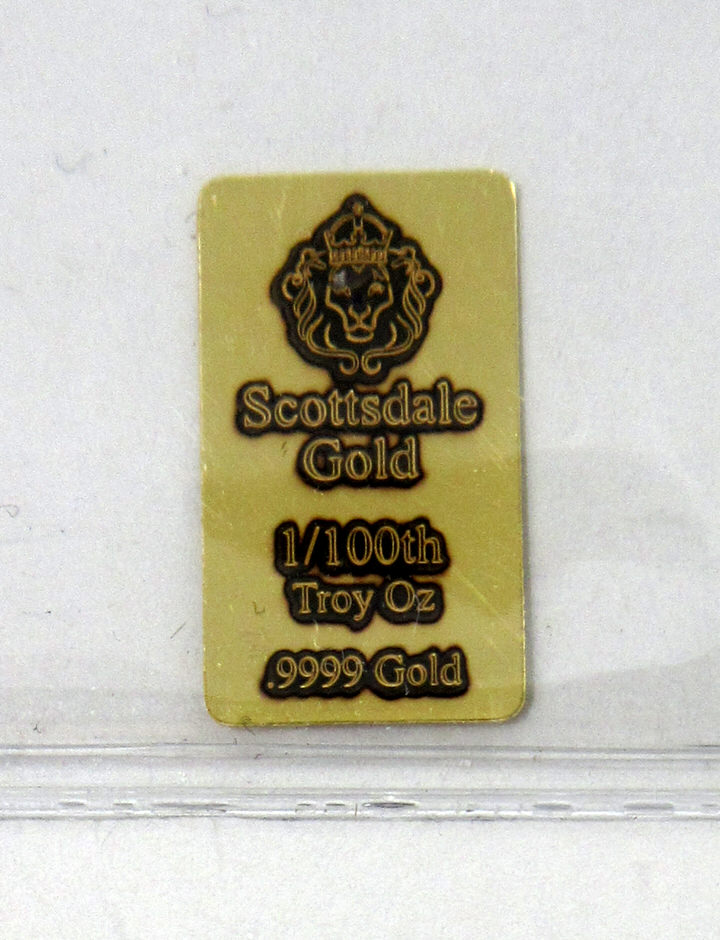 Scottsdale
Gold
1/100th
Troy Oz
.9999 Gold